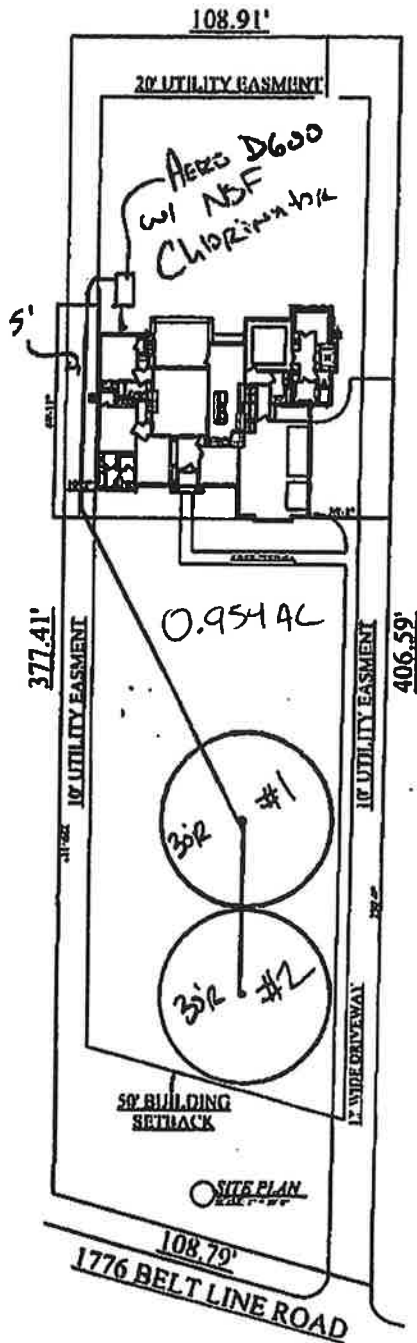 108.91'
20' UTILITY EASMENT
AERO D600
W/ NSF
ChlORiNAtOR
5'
0.954 AC
377.41'
10' UTILITY EASMENT
10' UTILITY EASMENT
406.59'
30'R #1
30'R #2
12' WIDE DRIVEWAY
50' BUILDING
SETBACK
SITE PLAN
108.79'
1776 BELT LINE ROAD